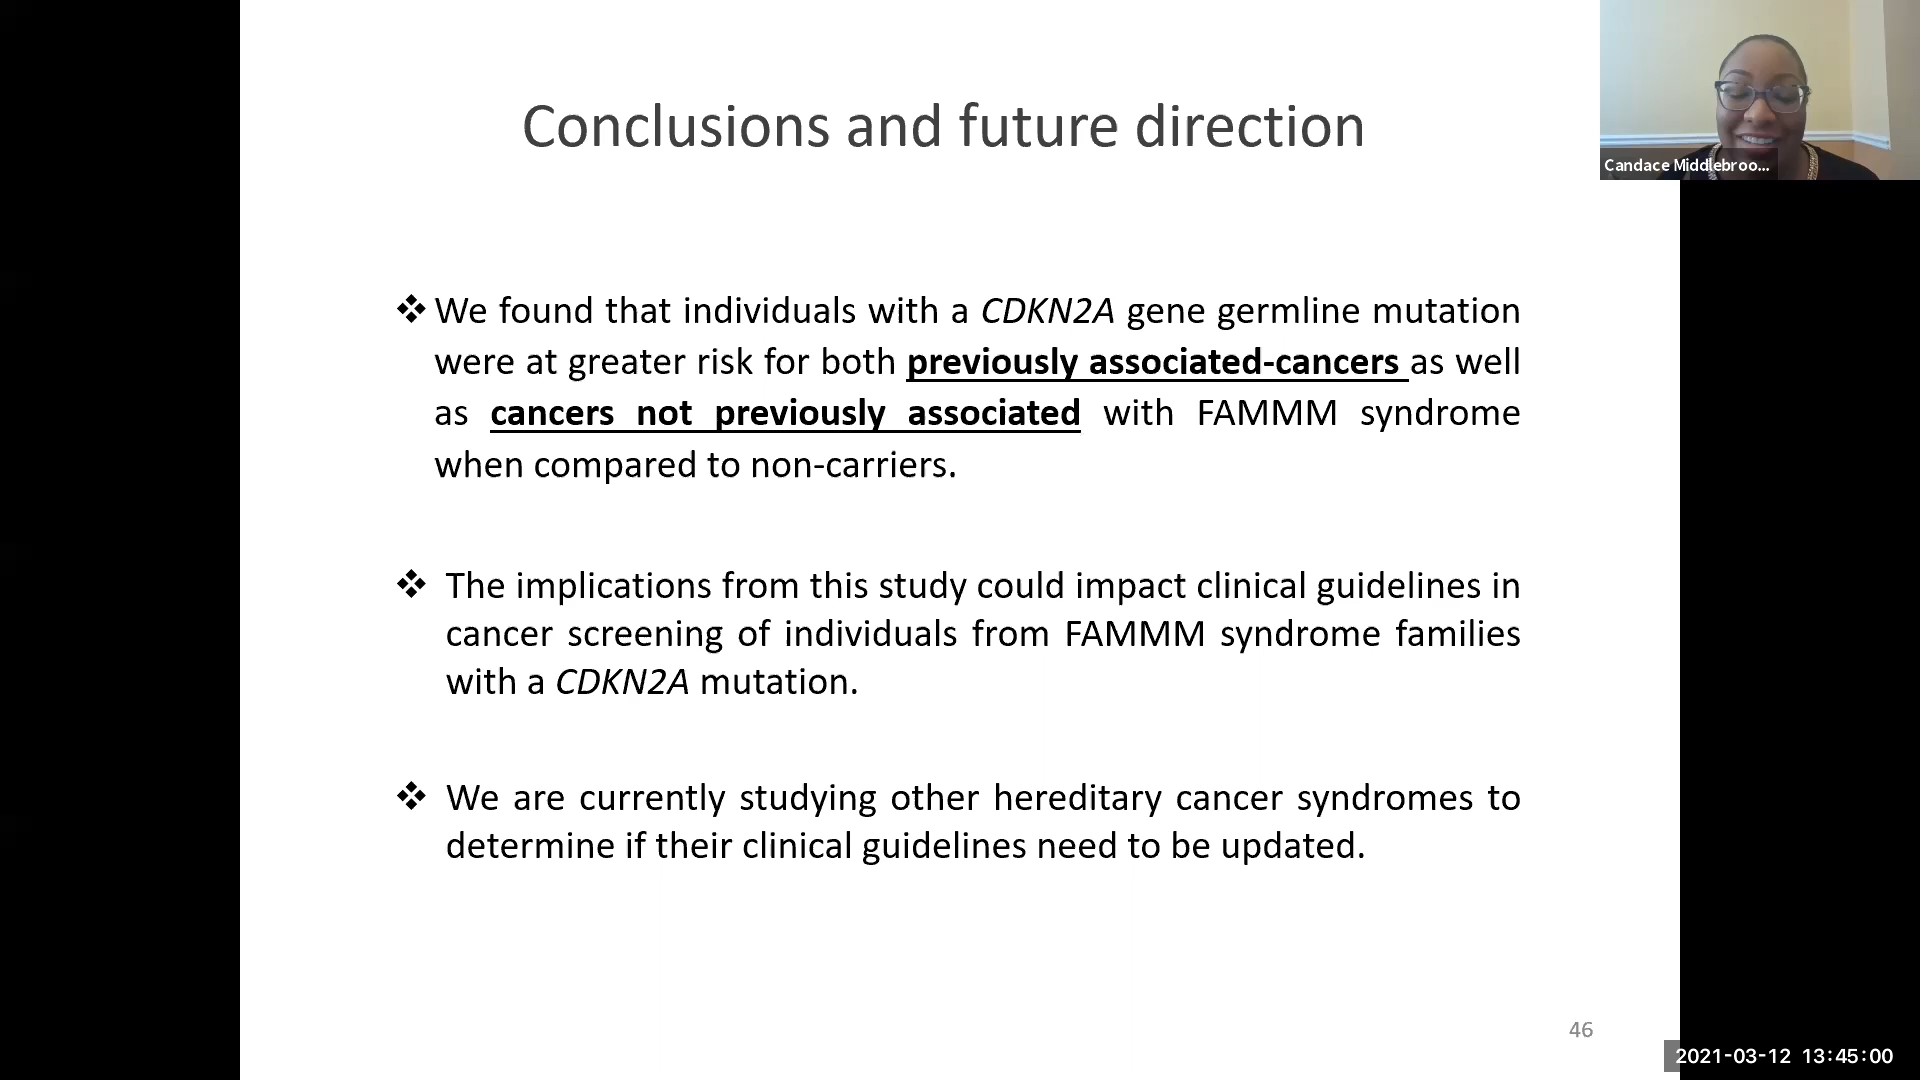 Conclusions and future direction
Candace Middlebroo...
❖ We found that individuals with a CDKN2A gene germline mutation
were at greater risk for both previously associated-cancers as well
as cancers not previously associated with FAMMM syndrome
when compared to non-carriers.
❖ The implications from this study could impact clinical guidelines in
cancer screening of individuals from FAMMM syndrome families
with a CDKN2A mutation.
❖ We are currently studying other hereditary cancer syndromes to
determine if their clinical guidelines need to be updated.
46
2021-03-12 13:45:00